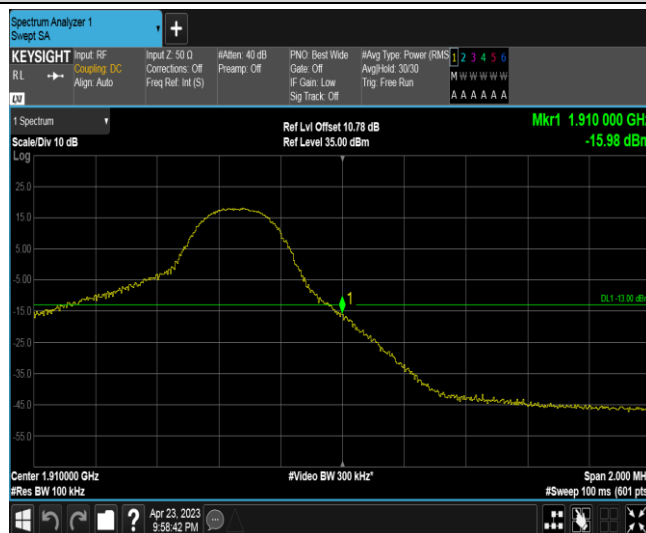 Spectrum Analyzer 1
Swept SA
KEYSIGHT
RL
LXI
Input: RF
Coupling: DC
Align: Auto
Input Z: 50 Ω
Corrections: Off
Freq Ref: Int (S)
#Atten: 40 dB
Preamp: Off
PNO: Best Wide
Gate: Off
IF Gain: Low
Sig Track: Off
#Avg Type: Power (RMS
Avg|Hold: 30/30
Trig: Free Run
1 2 3 4 5 6
M W W W W W
A A A A A A
1 Spectrum
Scale/Div 10 dB
Log
Ref Lvl Offset 10.78 dB
Ref Level 35.00 dBm
Mkr1 1.910 000 GHz
-15.98 dBm
25.0
15.0
5.00
-5.00
-15.0
-25.0
-35.0
-45.0
-55.0
1
DL1 -13.00 dBm
Center 1.910000 GHz
#Res BW 100 kHz
#Video BW 300 kHz*
Span 2.000 MHz
#Sweep 100 ms (601 pts
?
Apr 23, 2023
9:58:42 PM